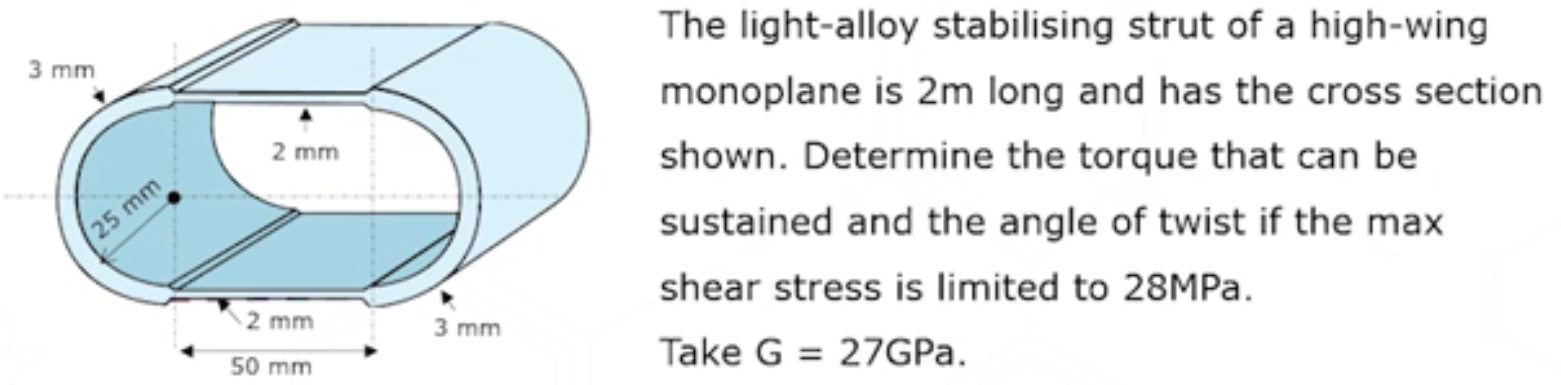 The light-alloy stabilising strut of a high-wing
monoplane is 2m long and has the cross section
shown. Determine the torque that can be
sustained and the angle of twist if the max
shear stress is limited to 28MPa.
Take G = 27GPa.
3 mm
2 mm
25 mm
2 mm
3 mm
50 mm